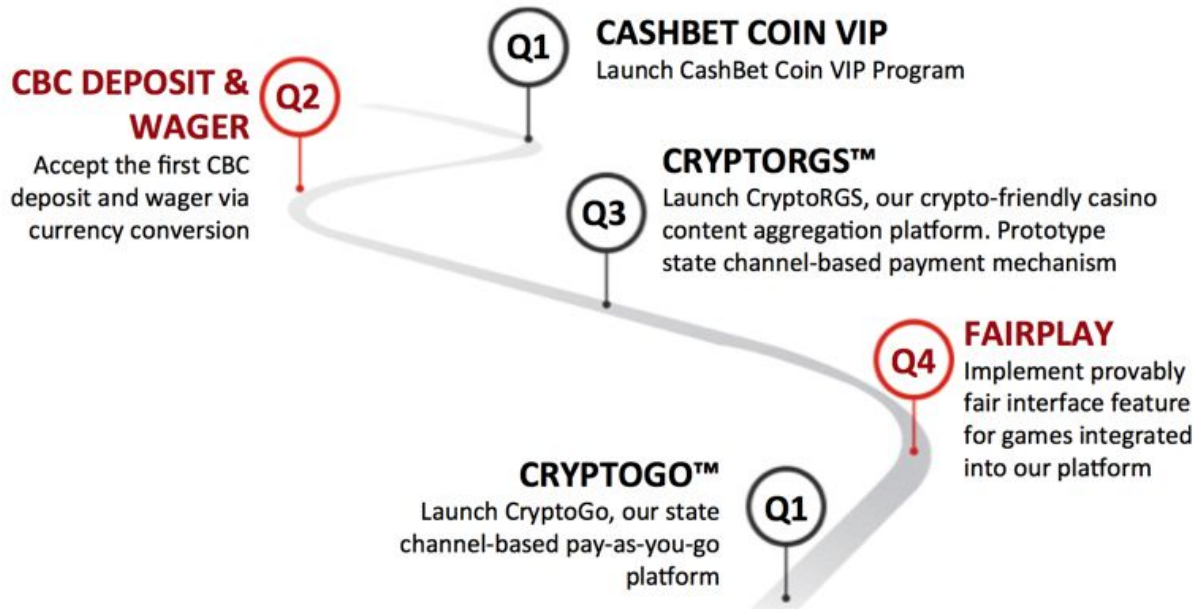 Q1
CASHBET COIN VIP
Launch CashBet Coin VIP Program
CBC DEPOSIT &
WAGER
Q2
Accept the first CBC
deposit and wager via
currency conversion
Q3
CRYPTORGS™
Launch CryptoRGS, our crypto-friendly casino
content aggregation platform. Prototype
state channel-based payment mechanism
Q4
FAIRPLAY
Implement provably
fair interface feature
for games integrated
into our platform
CRYPTOGO™
Launch CryptoGo, our state
channel-based pay-as-you-go
platform
Q1